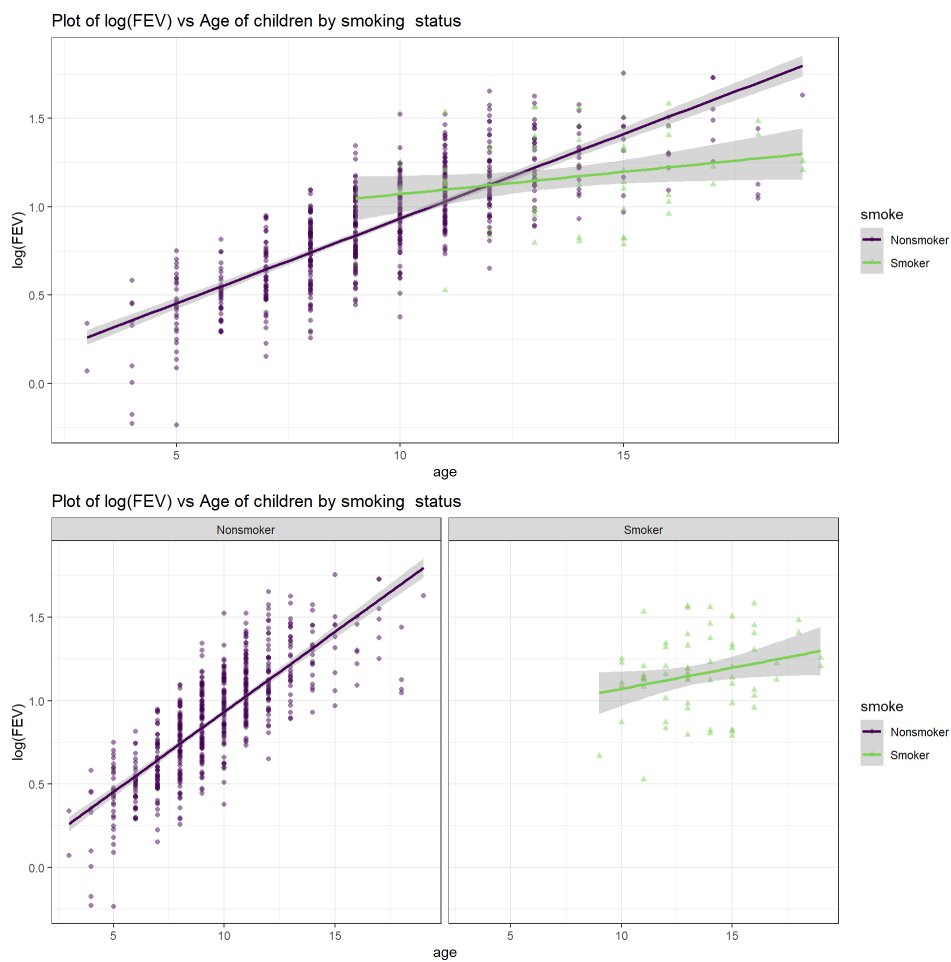 Plot of log(FEV) vs Age of children by smoking  status
1.5
1.0
0.5
0.0
log(FEV)
5 10 15
age
smoke
Nonsmoker
Smoker
Plot of log(FEV) vs Age of children by smoking  status
Nonsmoker Smoker
1.5
1.0
0.5
0.0
log(FEV)
5 10 15 5 10 15
age
smoke
Nonsmoker
Smoker